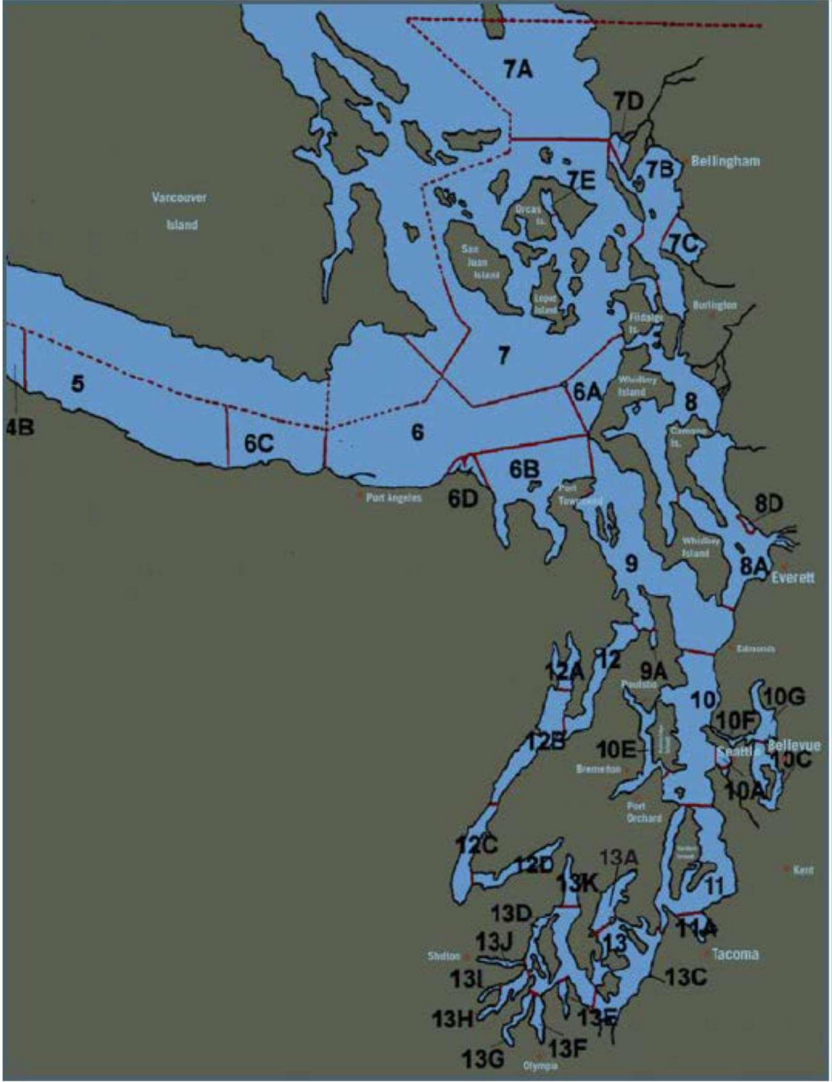 7A
7D
Bellingham
7B
7E
Vancouver
Island
Orcas
Is.
7C
San
Juan
Island
Lopez
Island
Burlington
Fidalgo
Is.
7
5
6A
Whidbey
Island
8
4B
6
6C
Camano
Is.
6B
6D
Port
Townsend
Port Angeles
8D
Whidbey
Island
9
8A
Everett
Edmonds
12
12A
9A
Poulsbo
10
10G
10F
12B
10E
Seattle
Bellevue
10C
Bremerton
10A
Port
Orchard
12C
12D
13A
13K
Kent
11
13D
11A
13
13J
Shelton
Tacoma
13I
13C
13H
13E
13F
13G
Olympia